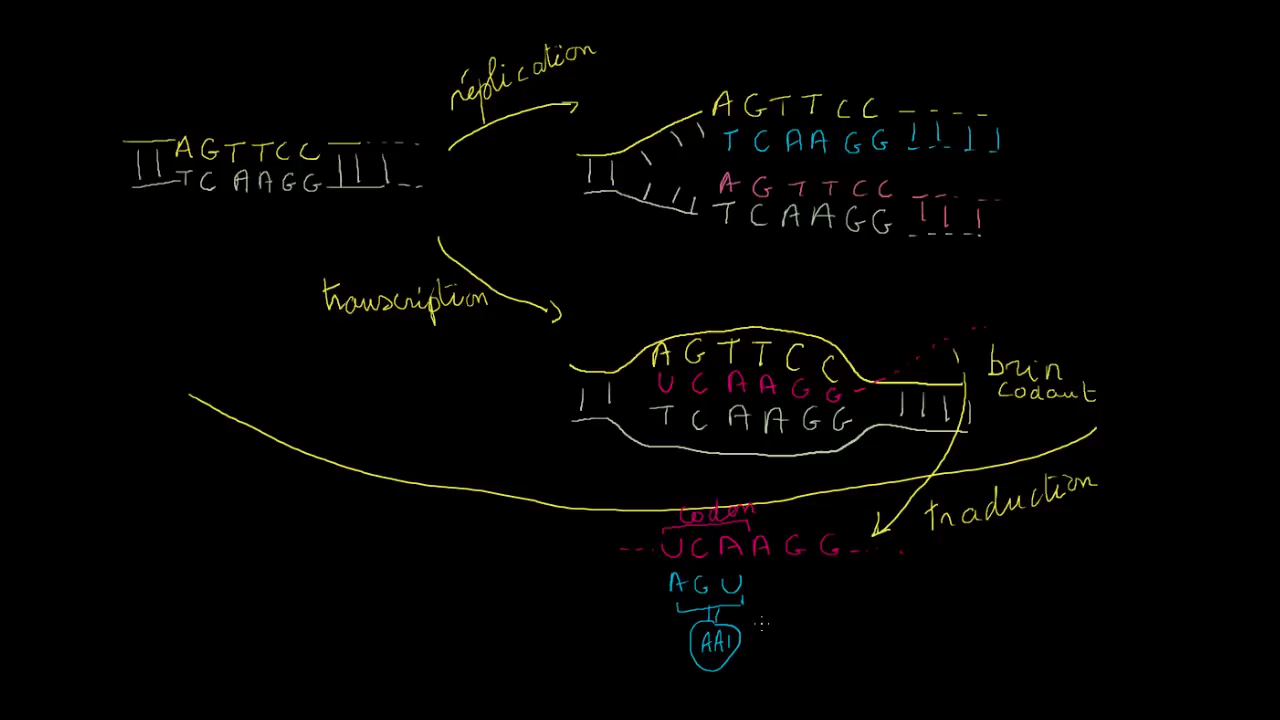 réplication
AGTTCC
TCAAGG
AGTTCC
TCAAGG
AGTTCC
TCAAGG
transcription
AGTTCC
UCAAGG
TCAAGG
brin
codant
traduction
codon
UCAAGG
AGU
AA1